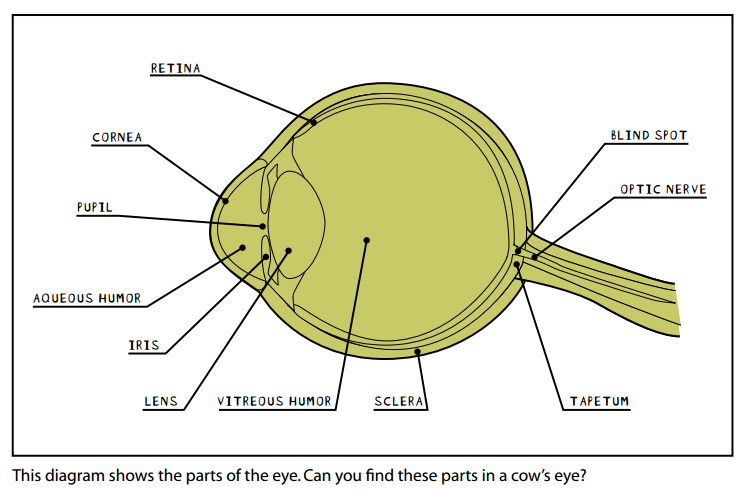 RETINA
CORNEA
BLIND SPOT
OPTIC NERVE
PUPIL
AQUEOUS HUMOR
IRIS
LENS
VITREOUS HUMOR
SCLERA
TAPETUM
This diagram shows the parts of the eye. Can you find these parts in a cow's eye?